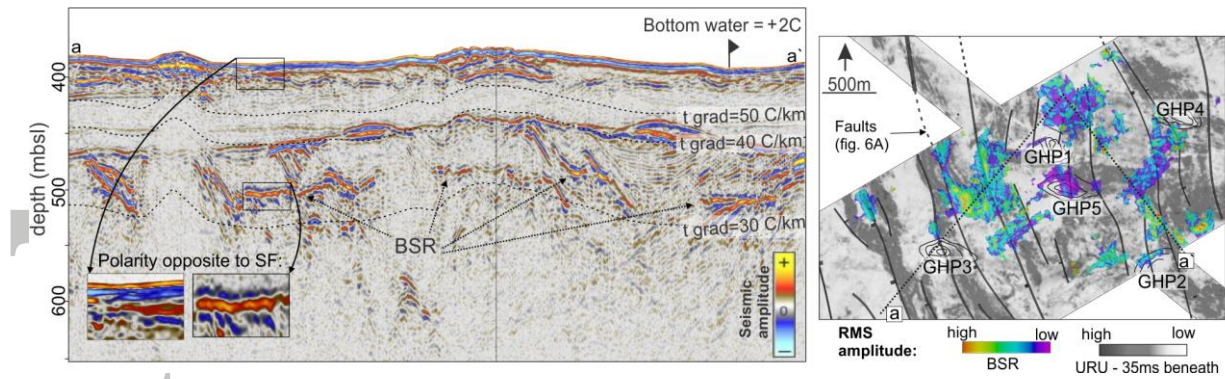 a
Bottom water = +2C
a`
400
500
600
depth (mbsl)
t grad=50 C/km
t grad=40 C/km
t grad=30 C/km
BSR
Polarity opposite to SF:
Seismic
amplitude
+
0
–
500m
Faults
(fig. 6A)
GHP4
GHP1
GHP5
GHP3
GHP2
a
a`
RMS
amplitude:
high low
BSR
high low
URU - 35ms beneath